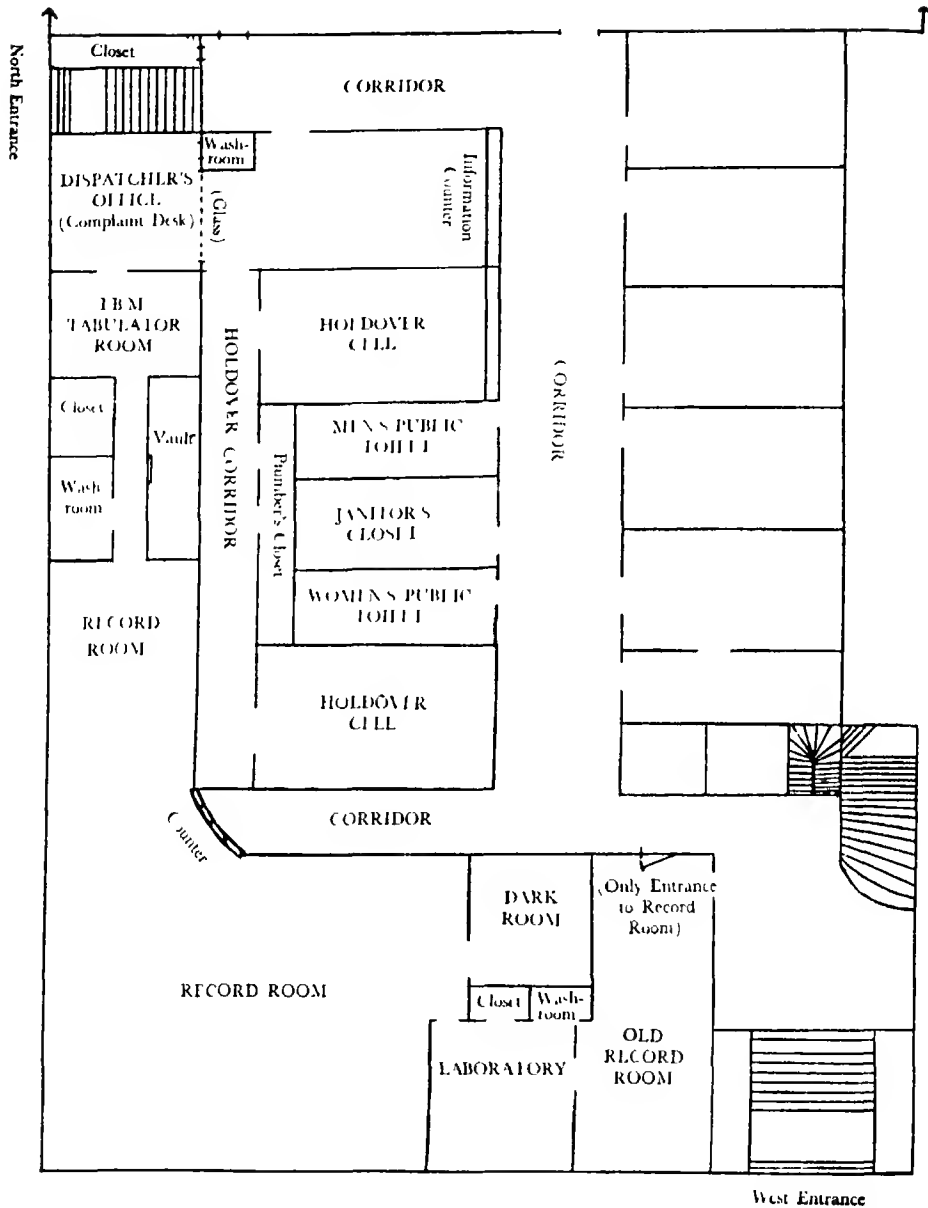 North Entrance
Closet
CORRIDOR
Wash-
room
Information
Counter
DISPATCHER'S
OFFICE
(Complaint Desk)
(Glass)
I B M
TABULATOR
ROOM
HOLDOVER
CELL
HOLDOVER CORRIDOR
CORRIDOR
Closet
Vault
MEN'S PUBLIC
TOILET
Plumber's Closet
Wash
room
JANITOR'S
CLOSET
WOMEN'S PUBLIC
TOILET
RECORD
ROOM
HOLDOVER
CELL
Counter
CORRIDOR
DARK
ROOM
(Only Entrance
to Record
Room)
RECORD ROOM
Closet
Wash-
room
LABORATORY
OLD
RECORD
ROOM
West Entrance